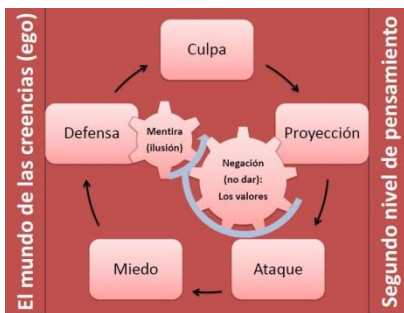 El mundo de las creencias (ego)
Culpa
Defensa
Mentira
(ilusión)
Negación
(no dar):
Los valores
Proyección
Miedo
Ataque
Segundo nivel de pensamiento